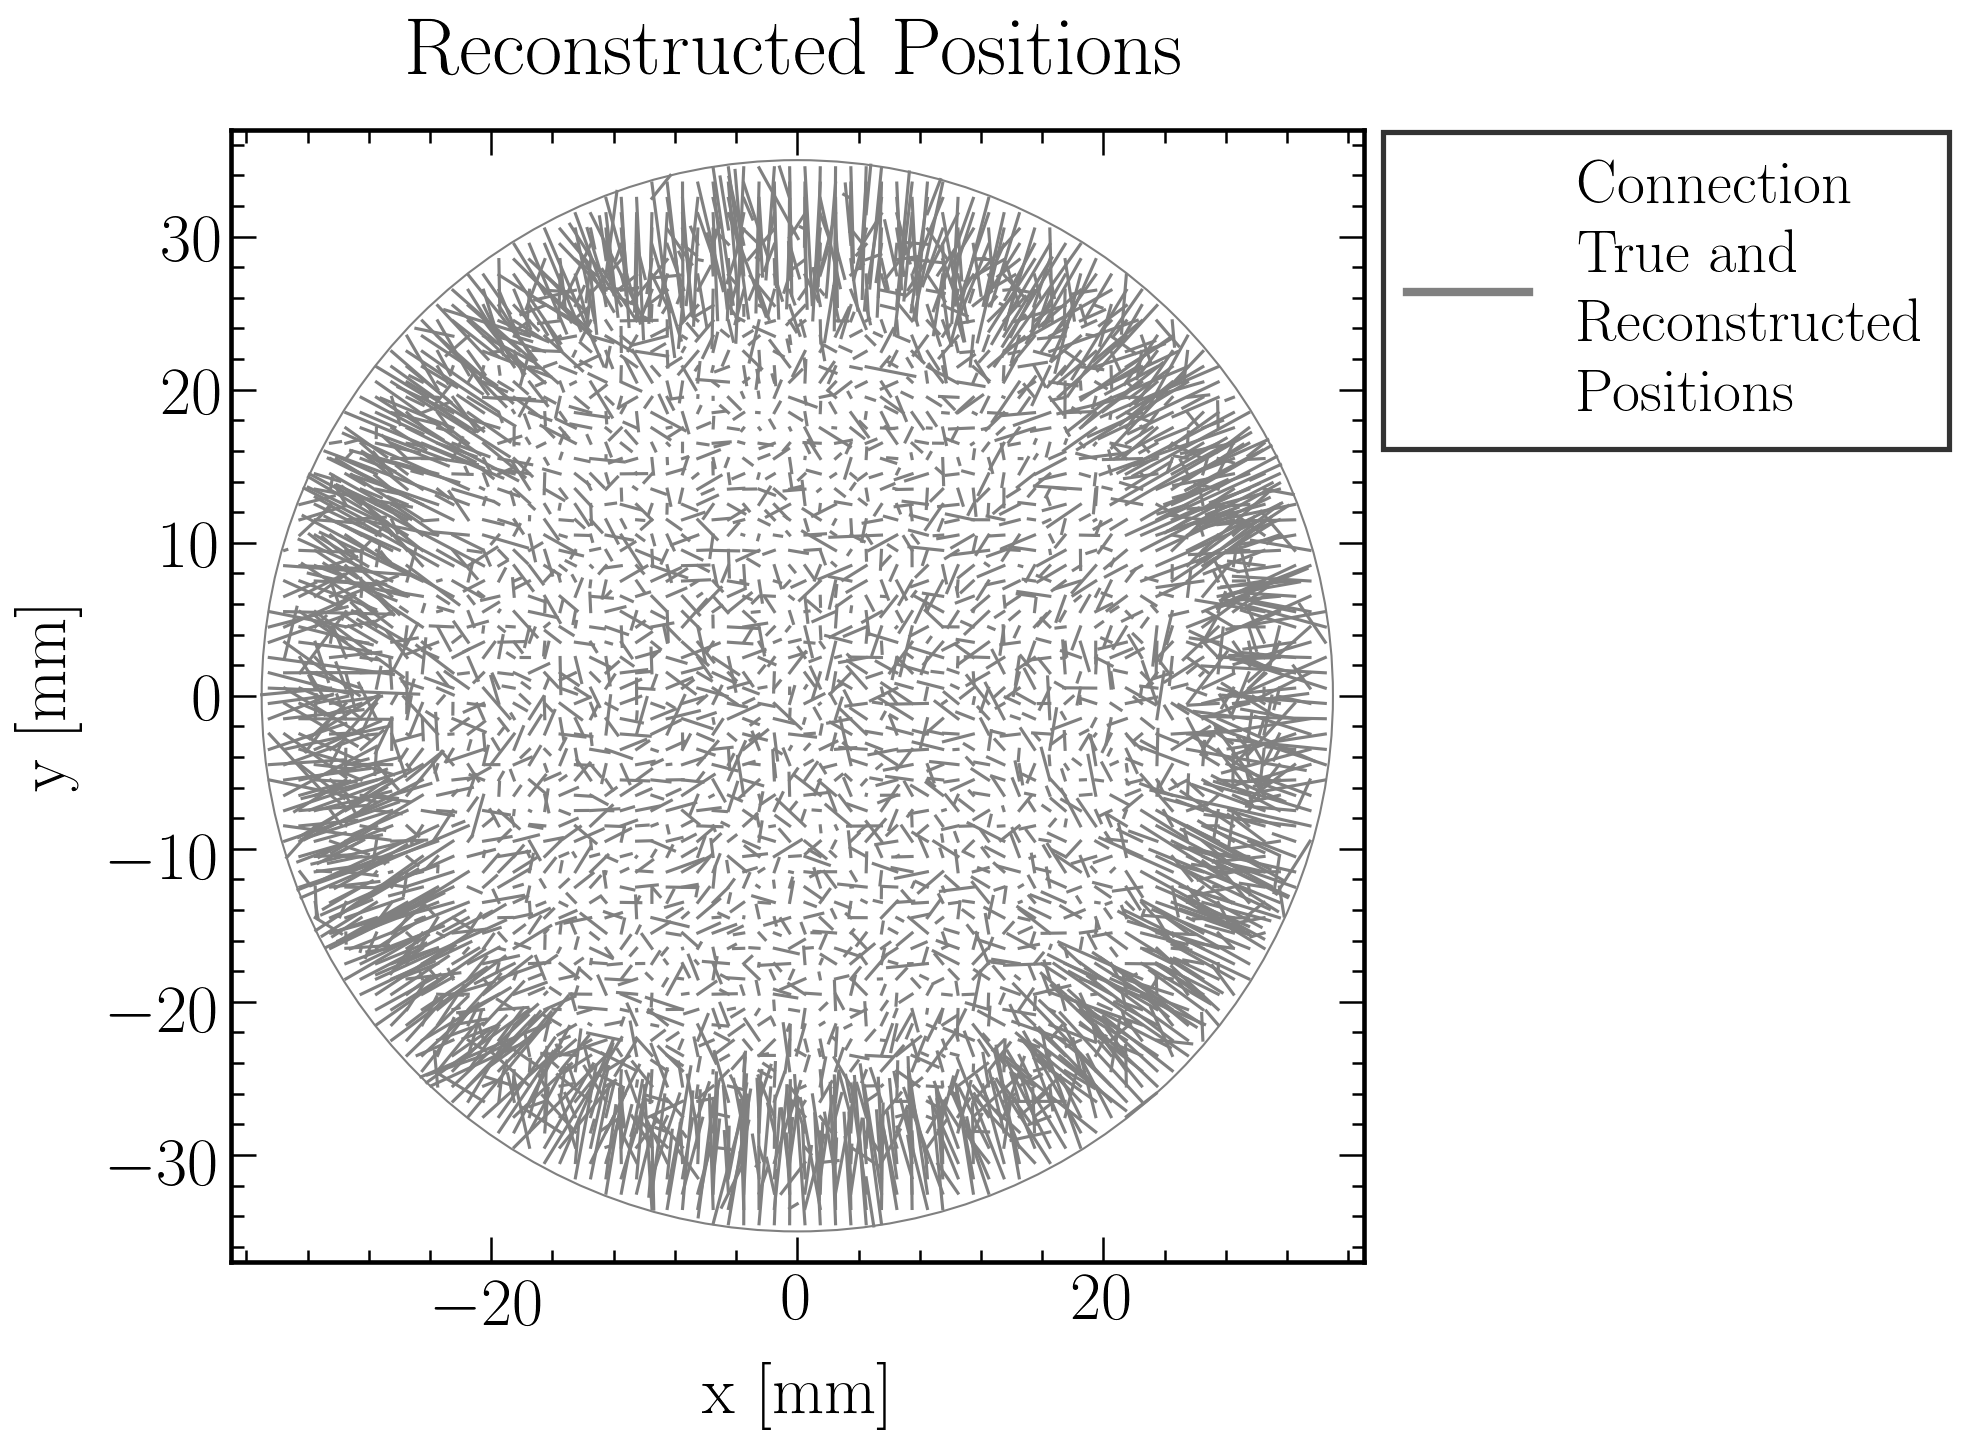 Reconstructed Positions
Connection
True and
Reconstructed
Positions
30
20
10
0
−10
−20
−30
y [mm]
−20 0 20
x [mm]